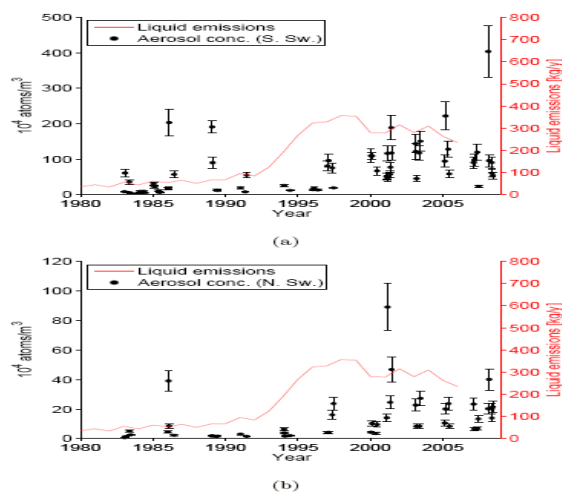 500
400
300
200
100
0
10⁴ atoms/m³
Liquid emissions
Aerosol conc. (S. Sw.)
800
700
600
500
400
300
200
100
0
Liquid emissions [kg/y]
1980 1985 1990 1995 2000 2005
Year
(a)
120
100
80
60
40
20
0
10⁴ atoms/m³
Liquid emissions
Aerosol conc. (N. Sw.)
800
700
600
500
400
300
200
100
0
Liquid emissions [kg/y]
1980 1985 1990 1995 2000 2005
Year
(b)